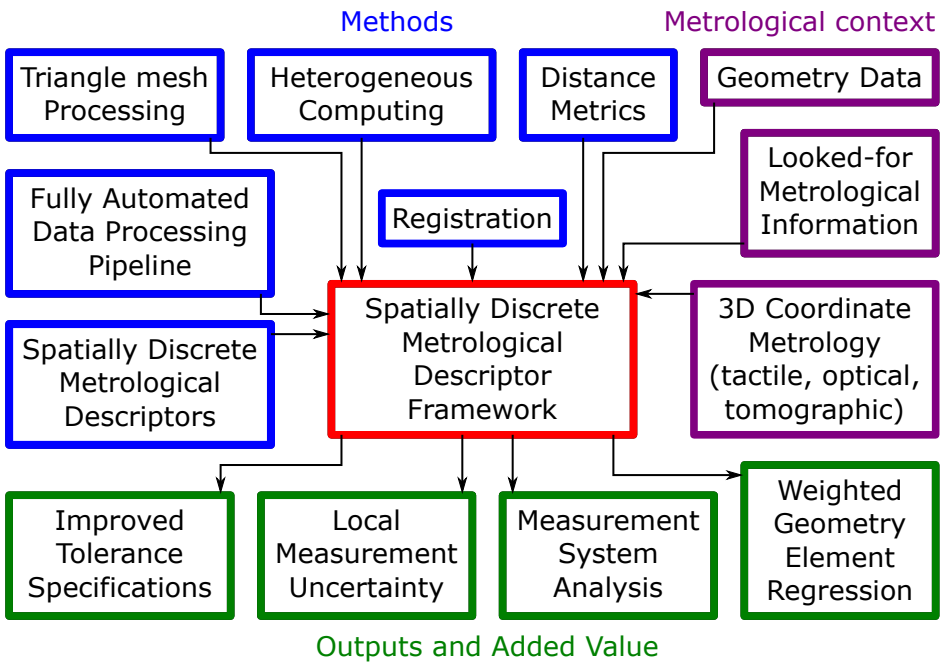 Methods
Metrological context
Triangle mesh
Processing
Heterogeneous
Computing
Distance
Metrics
Geometry Data
Looked-for
Metrological
Information
Fully Automated
Data Processing
Pipeline
Registration
Spatially Discrete
Metrological
Descriptors
Spatially Discrete
Metrological
Descriptor
Framework
3D Coordinate
Metrology
(tactile, optical,
tomographic)
Improved
Tolerance
Specifications
Local
Measurement
Uncertainty
Measurement
System
Analysis
Weighted
Geometry
Element
Regression
Outputs and Added Value